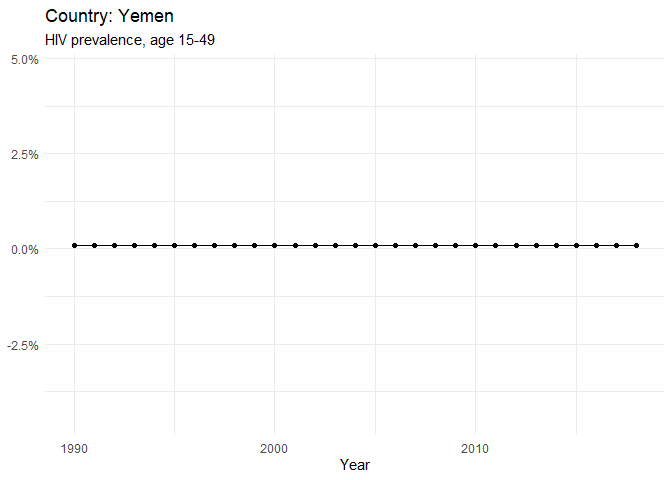 Country: Yemen
HIV prevalence, age 15-49
5.0%
2.5%
0.0%
-2.5%
1990 2000 2010
Year